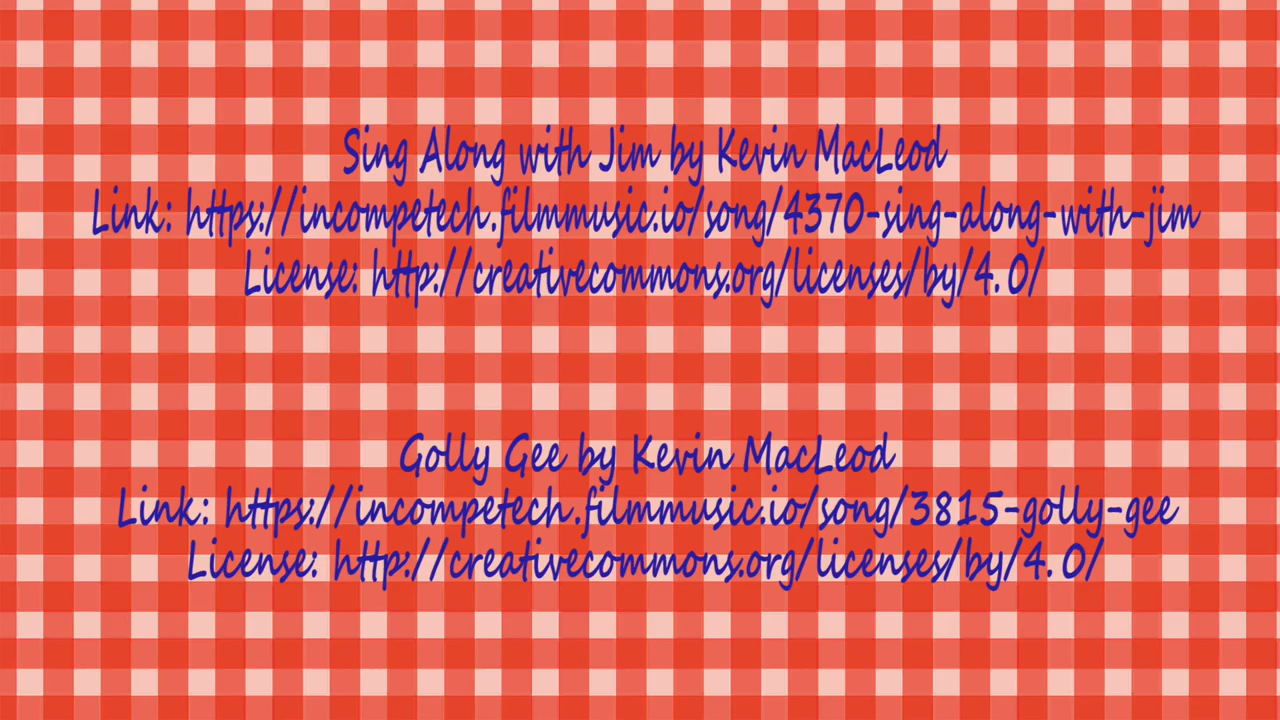 Sing Along with Jim by Kevin MacLeod
Link: https://incompetech.filmmusic.io/song/4370-sing-along-with-jim
License: http://creativecommons.org/licenses/by/4.0/
Golly Gee by Kevin MacLeod
Link: https://incompetech.filmmusic.io/song/3815-golly-gee
License: http://creativecommons.org/licenses/by/4.0/